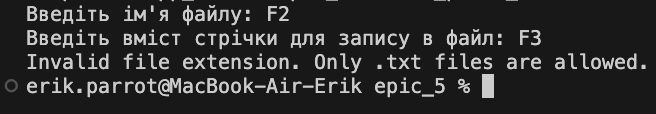 Введіть ім'я файлу: F2
Введіть вміст стрічки для запису в файл: F3
Invalid file extension. Only .txt files are allowed.
erik.parrot@MacBook-Air-Erik epic_5 %